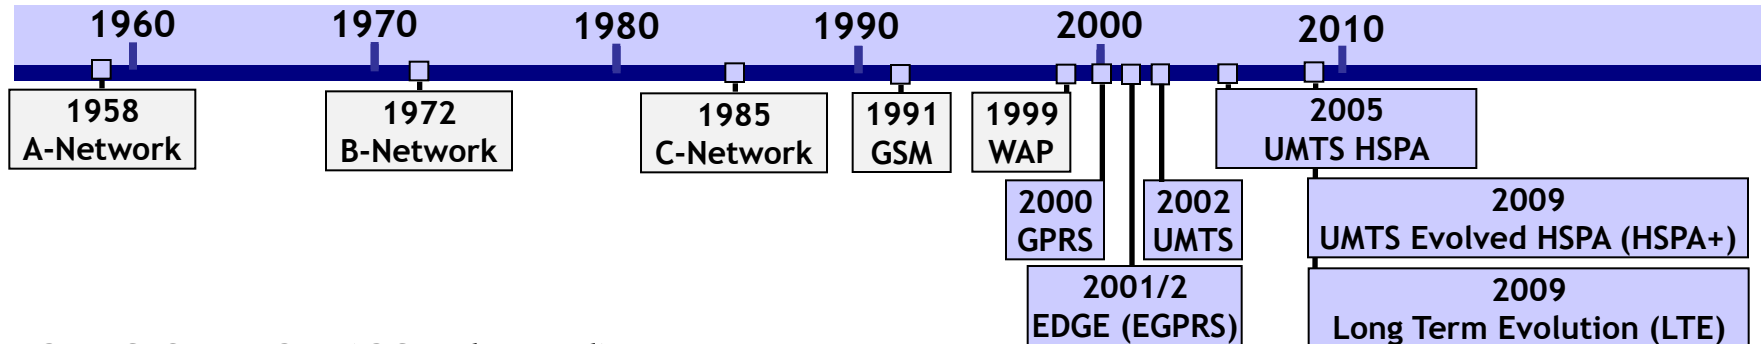 1960
1970
1980
1990
2000
2010
1958
A-Network
1972
B-Network
1985
C-Network
1991
GSM
1999
WAP
2005
UMTS HSPA
2000
GPRS
2002
UMTS
2009
UMTS Evolved HSPA (HSPA+)
2001/2
EDGE (EGPRS)
2009
Long Term Evolution (LTE)